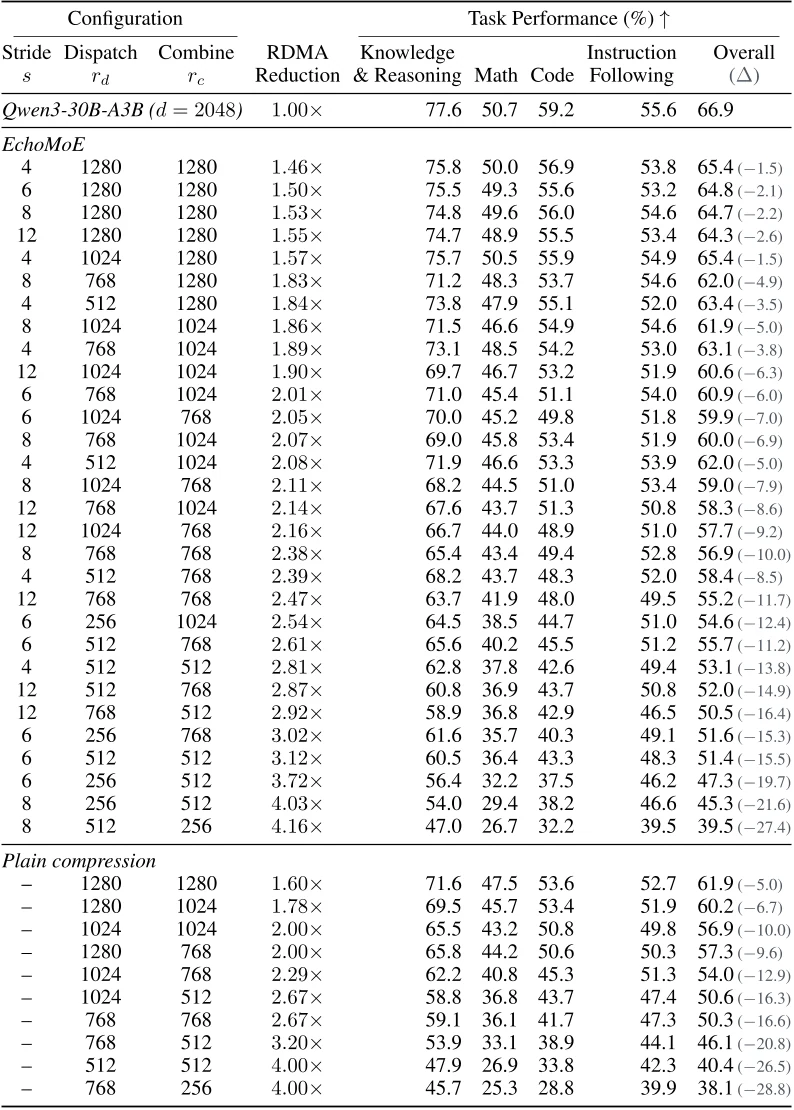 Configuration Task Performance (%) ↑
Stride Dispatch Combine RDMA Knowledge Instruction Overall
s r_d r_c Reduction & Reasoning Math Code Following (Δ)
Qwen3-30B-A3B (d = 2048) 1.00× 77.6 50.7 59.2 55.6 66.9
EchoMoE
4 1280 1280 1.46× 75.8 50.0 56.9 53.8 65.4 (−1.5)
6 1280 1280 1.50× 75.5 49.3 55.6 53.2 64.8 (−2.1)
8 1280 1280 1.53× 74.8 49.6 56.0 54.6 64.7 (−2.2)
12 1280 1280 1.55× 74.7 48.9 55.5 53.4 64.3 (−2.6)
4 1024 1280 1.57× 75.7 50.5 55.9 54.9 65.4 (−1.5)
8 768 1280 1.83× 71.2 48.3 53.7 54.6 62.0 (−4.9)
4 512 1280 1.84× 73.8 47.9 55.1 52.0 63.4 (−3.5)
8 1024 1024 1.86× 71.5 46.6 54.9 54.6 61.9 (−5.0)
4 768 1024 1.89× 73.1 48.5 54.2 53.0 63.1 (−3.8)
12 1024 1024 1.90× 69.7 46.7 53.2 51.9 60.6 (−6.3)
6 768 1024 2.01× 71.0 45.4 51.1 54.0 60.9 (−6.0)
6 1024 768 2.05× 70.0 45.2 49.8 51.8 59.9 (−7.0)
8 768 1024 2.07× 69.0 45.8 53.4 51.9 60.0 (−6.9)
4 512 1024 2.08× 71.9 46.6 53.3 53.9 62.0 (−5.0)
8 1024 768 2.11× 68.2 44.5 51.0 53.4 59.0 (−7.9)
12 768 1024 2.14× 67.6 43.7 51.3 50.8 58.3 (−8.6)
12 1024 768 2.16× 66.7 44.0 48.9 51.0 57.7 (−9.2)
8 768 768 2.38× 65.4 43.4 49.4 52.8 56.9 (−10.0)
4 512 768 2.39× 68.2 43.7 48.3 52.0 58.4 (−8.5)
12 768 768 2.47× 63.7 41.9 48.0 49.5 55.2 (−11.7)
6 256 1024 2.54× 64.5 38.5 44.7 51.0 54.6 (−12.4)
6 512 768 2.61× 65.6 40.2 45.5 51.2 55.7 (−11.2)
4 512 512 2.81× 62.8 37.8 42.6 49.4 53.1 (−13.8)
12 512 768 2.87× 60.8 36.9 43.7 50.8 52.0 (−14.9)
12 768 512 2.92× 58.9 36.8 42.9 46.5 50.5 (−16.4)
6 256 768 3.02× 61.6 35.7 40.3 49.1 51.6 (−15.3)
6 512 512 3.12× 60.5 36.4 43.3 48.3 51.4 (−15.5)
6 256 512 3.72× 56.4 32.2 37.5 46.2 47.3 (−19.7)
8 256 512 4.03× 54.0 29.4 38.2 46.6 45.3 (−21.6)
8 512 256 4.16× 47.0 26.7 32.2 39.5 39.5 (−27.4)
Plain compression
– 1280 1280 1.60× 71.6 47.5 53.6 52.7 61.9 (−5.0)
– 1280 1024 1.78× 69.5 45.7 53.4 51.9 60.2 (−6.7)
– 1024 1024 2.00× 65.5 43.2 50.8 49.8 56.9 (−10.0)
– 1280 768 2.00× 65.8 44.2 50.6 50.3 57.3 (−9.6)
– 1024 768 2.29× 62.2 40.8 45.3 51.3 54.0 (−12.9)
– 1024 512 2.67× 58.8 36.8 43.7 47.4 50.6 (−16.3)
– 768 768 2.67× 59.1 36.1 41.7 47.3 50.3 (−16.6)
– 768 512 3.20× 53.9 33.1 38.9 44.1 46.1 (−20.8)
– 512 512 4.00× 47.9 26.9 33.8 42.3 40.4 (−26.5)
– 768 256 4.00× 45.7 25.3 28.8 39.9 38.1 (−28.8)